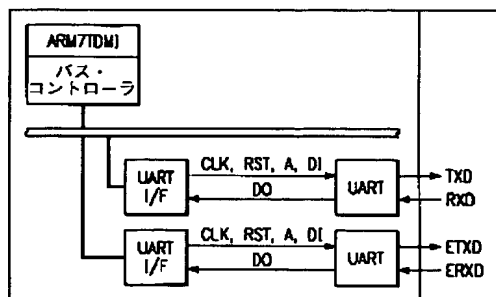 ARM7TDMI
バス・
コントローラ
UART
I/F
CLK, RST, A, DI
DO
UART
TXD
RXD
UART
I/F
CLK, RST, A, DI
DO
UART
ETXD
ERXD